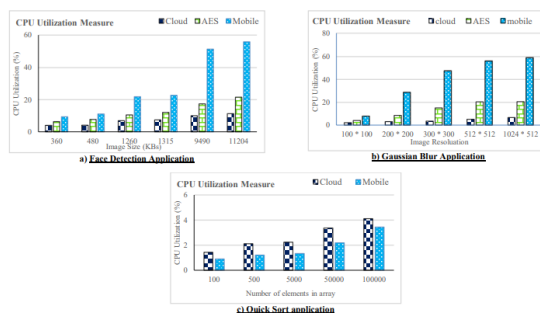 CPU Utilization Measure
Cloud AES Mobile
CPU Utilization (%)
60
40
20
0
360 480 1260 1315 9490 11204
Image Size (KBs)
a) Face Detection Application
CPU Utilization Measure
cloud AES mobile
CPU Utilization (%)
80
60
40
20
0
100 * 100 200 * 200 300 * 300 512 * 512 1024 * 512
Image Resoluation
b) Gaussian Blur Application
CPU Utilization Measure
Cloud Mobile
CPU Utilization (%)
6
4
2
0
100 500 5000 50000 100000
Number of elements in array
c) Quick Sort application